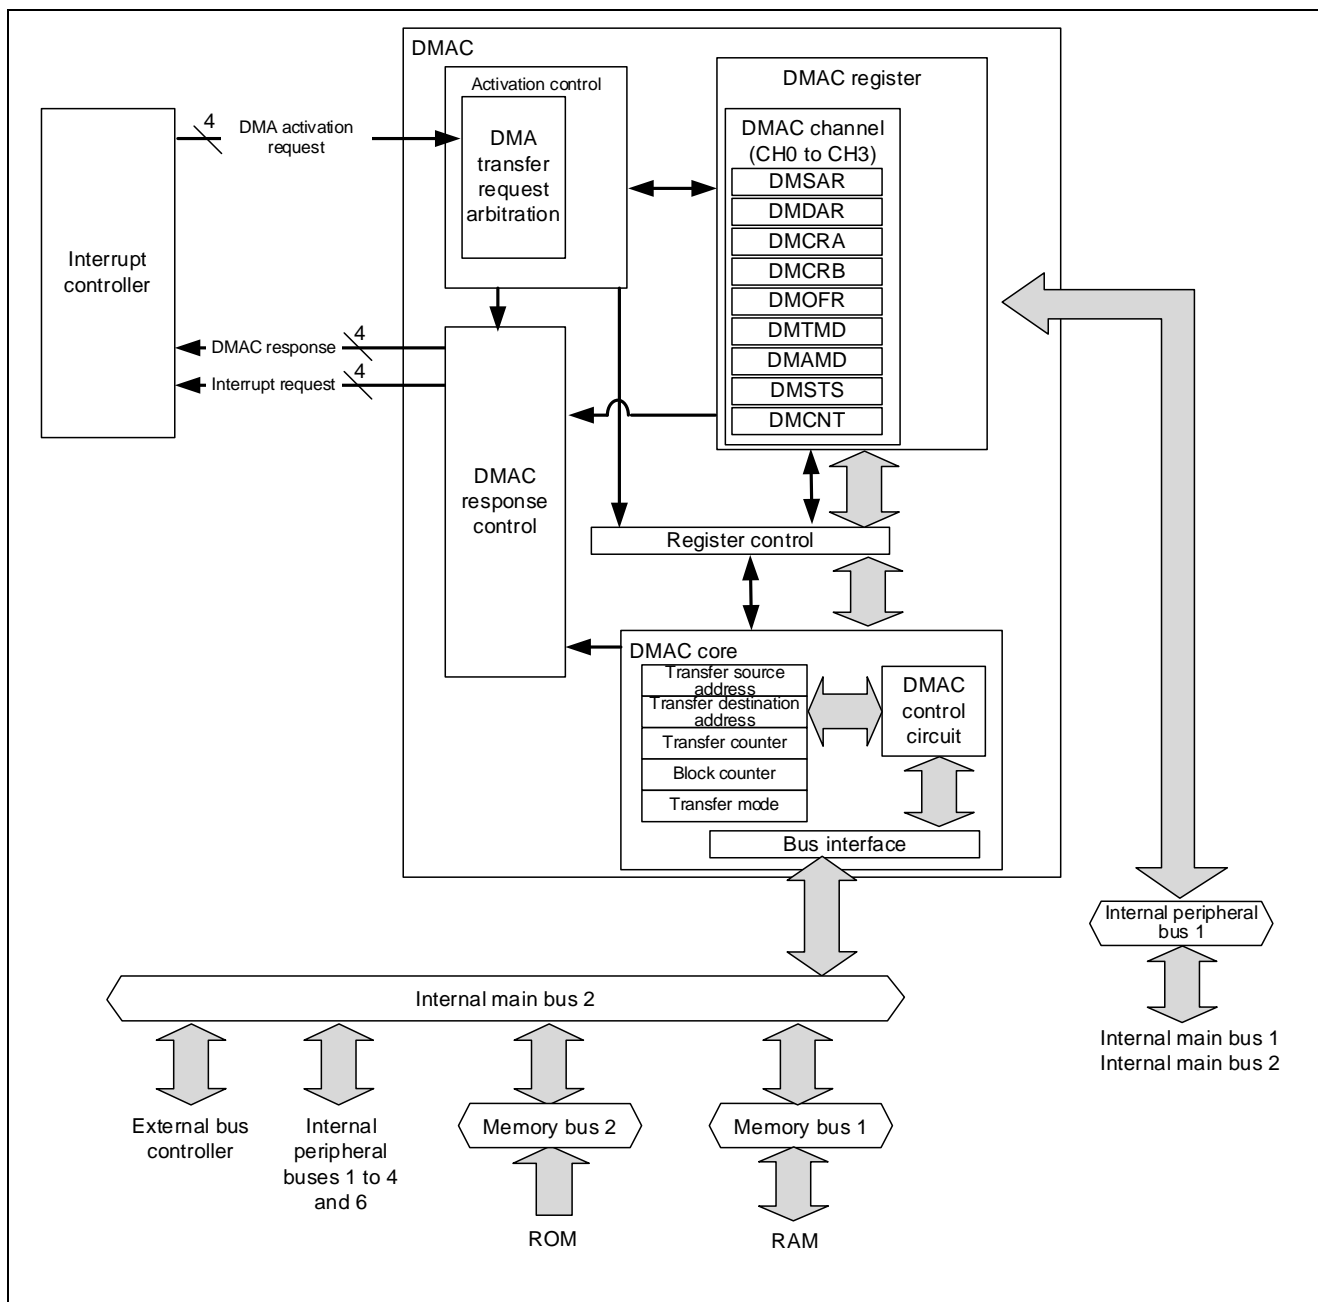 DMAC
Activation control
DMA
transfer
request
arbitration
DMAC register
DMAC channel
(CH0 to CH3)
DMSAR
DMDAR
DMCRA
DMCRB
DMOFR
DMTMD
DMAMD
DMSTS
DMCNT
Interrupt
controller
4
DMA activation
request
4
DMAC response
4
Interrupt request
DMAC
response
control
Register control
DMAC core
Transfer source
address
Transfer destination
address
Transfer counter
Block counter
Transfer mode
DMAC
control
circuit
Bus interface
Internal peripheral
bus 1
Internal main bus 1
Internal main bus 2
Internal main bus 2
External bus
controller
Internal
peripheral
buses 1 to 4
and 6
Memory bus 2
ROM
Memory bus 1
RAM